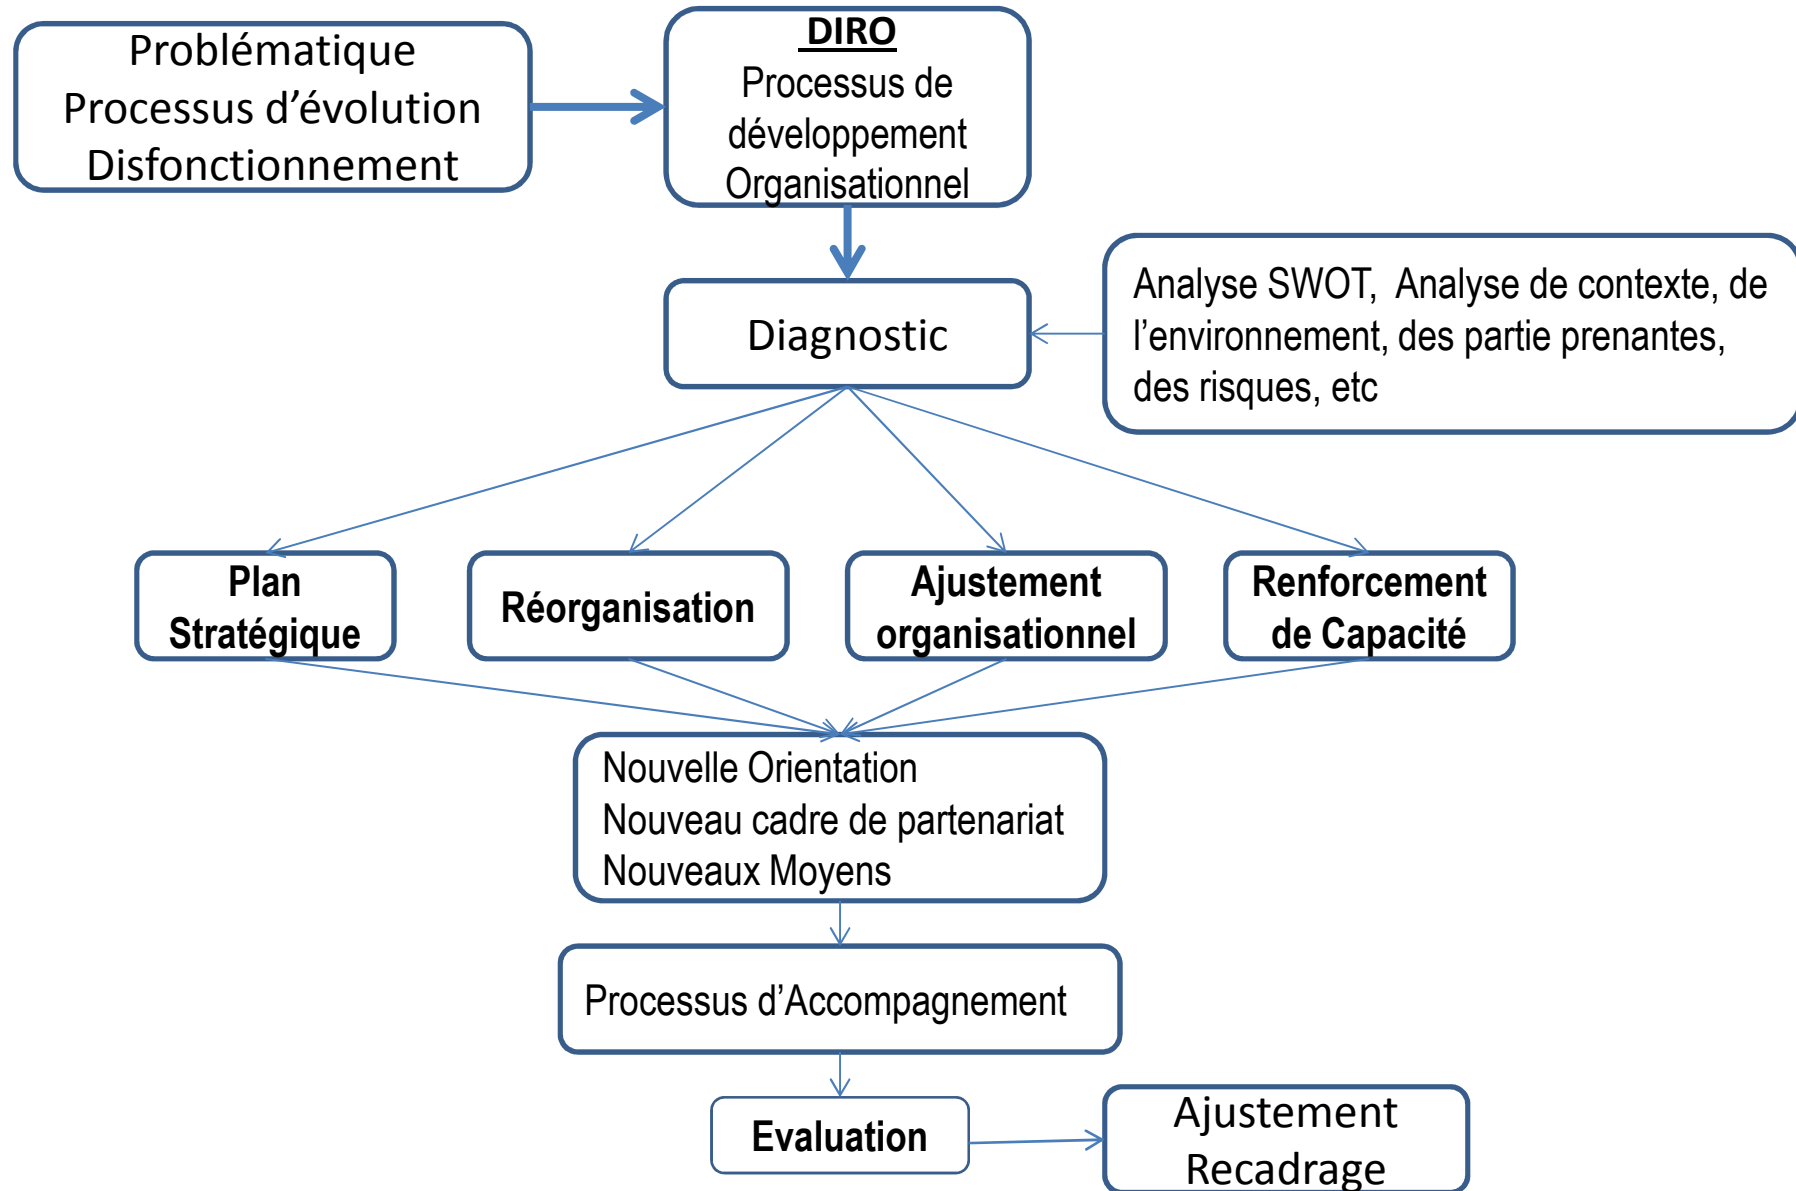 Problématique
Processus d’évolution
Disfonctionnement
DIRO
Processus de
développement
Organisationnel
Diagnostic
Analyse SWOT, Analyse de contexte, de
l’environnement, des partie prenantes,
des risques, etc
Plan
Stratégique
Réorganisation
Ajustement
organisationnel
Renforcement
de Capacité
Nouvelle Orientation
Nouveau cadre de partenariat
Nouveaux Moyens
Processus d’Accompagnement
Evaluation
Ajustement
Recadrage